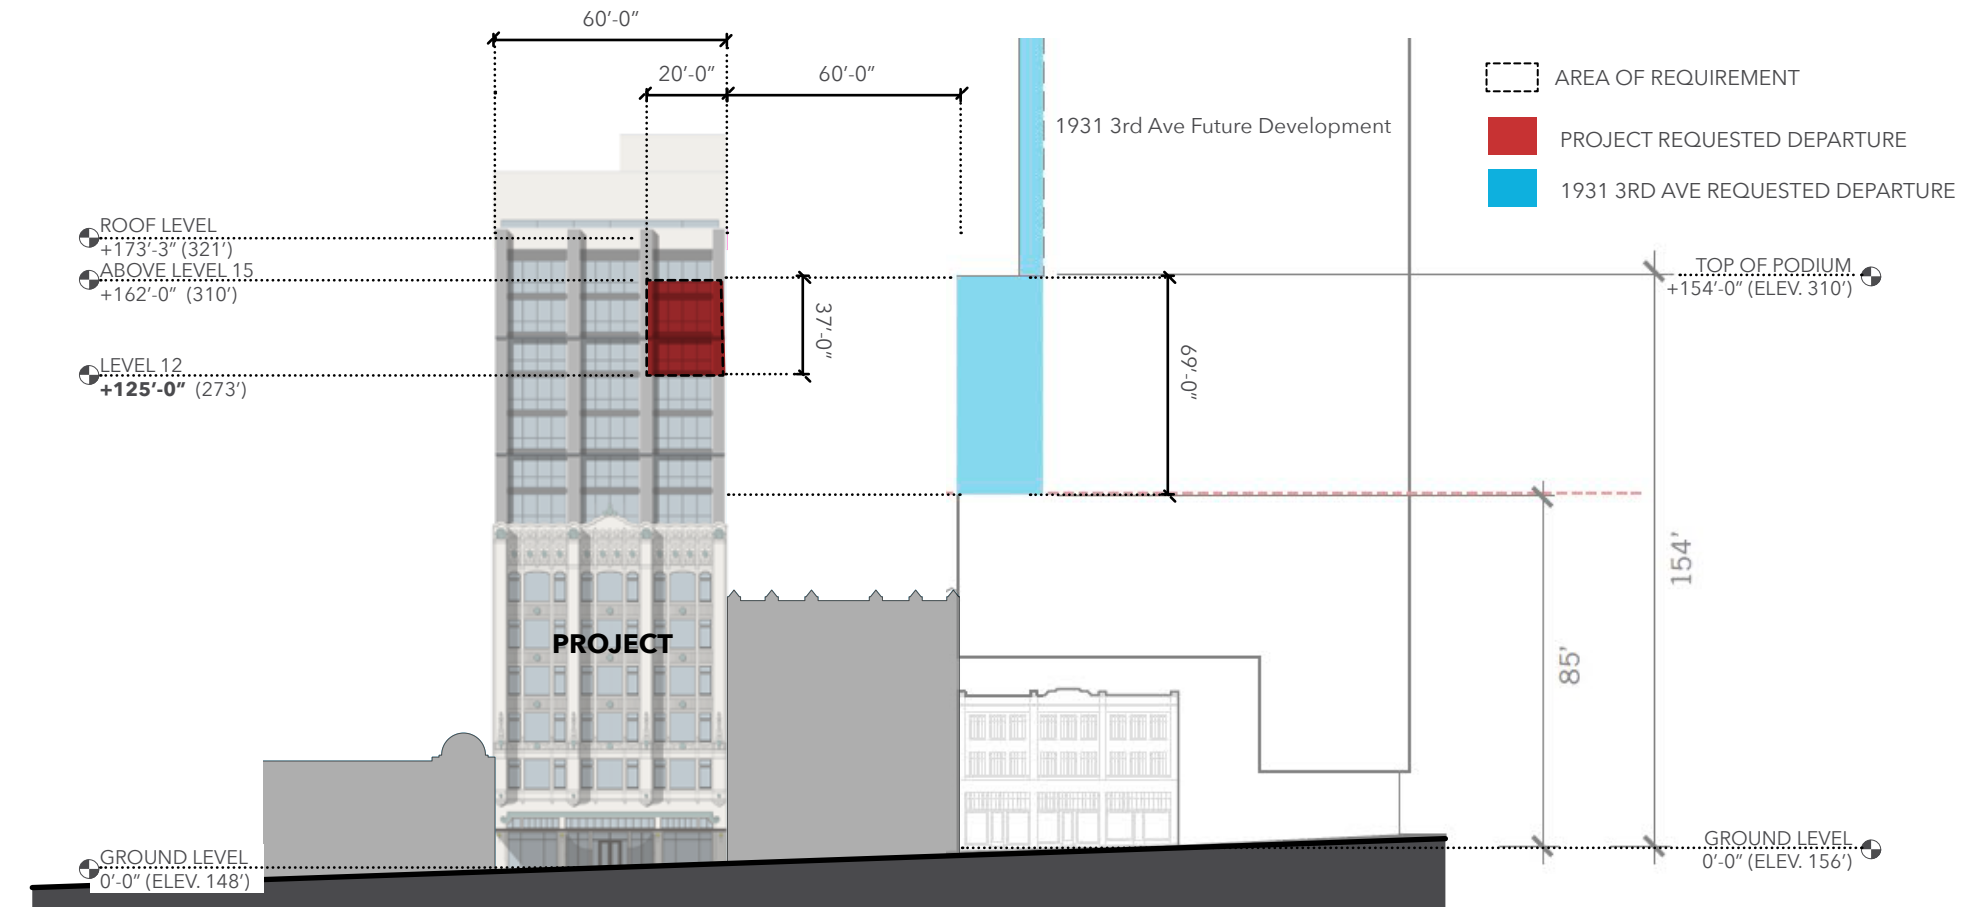 60'-0"
20'-0"
60'-0"
AREA OF REQUIREMENT
1931 3rd Ave Future Development
PROJECT REQUESTED DEPARTURE
1931 3RD AVE REQUESTED DEPARTURE
ROOF LEVEL
+173'-3" (321')
ABOVE LEVEL 15
+162'-0" (310')
TOP OF PODIUM
+154'-0" (ELEV. 310')
37'-0"
69'-0"
LEVEL 12
+125'-0" (273')
154'
85'
PROJECT
GROUND LEVEL
0'-0" (ELEV. 148')
GROUND LEVEL
0'-0" (ELEV. 156')